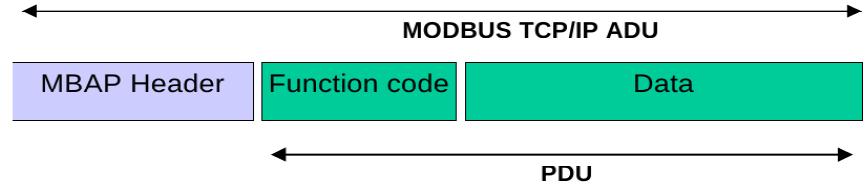 MODBUS TCP/IP ADU
MBAP Header Function code Data
PDU